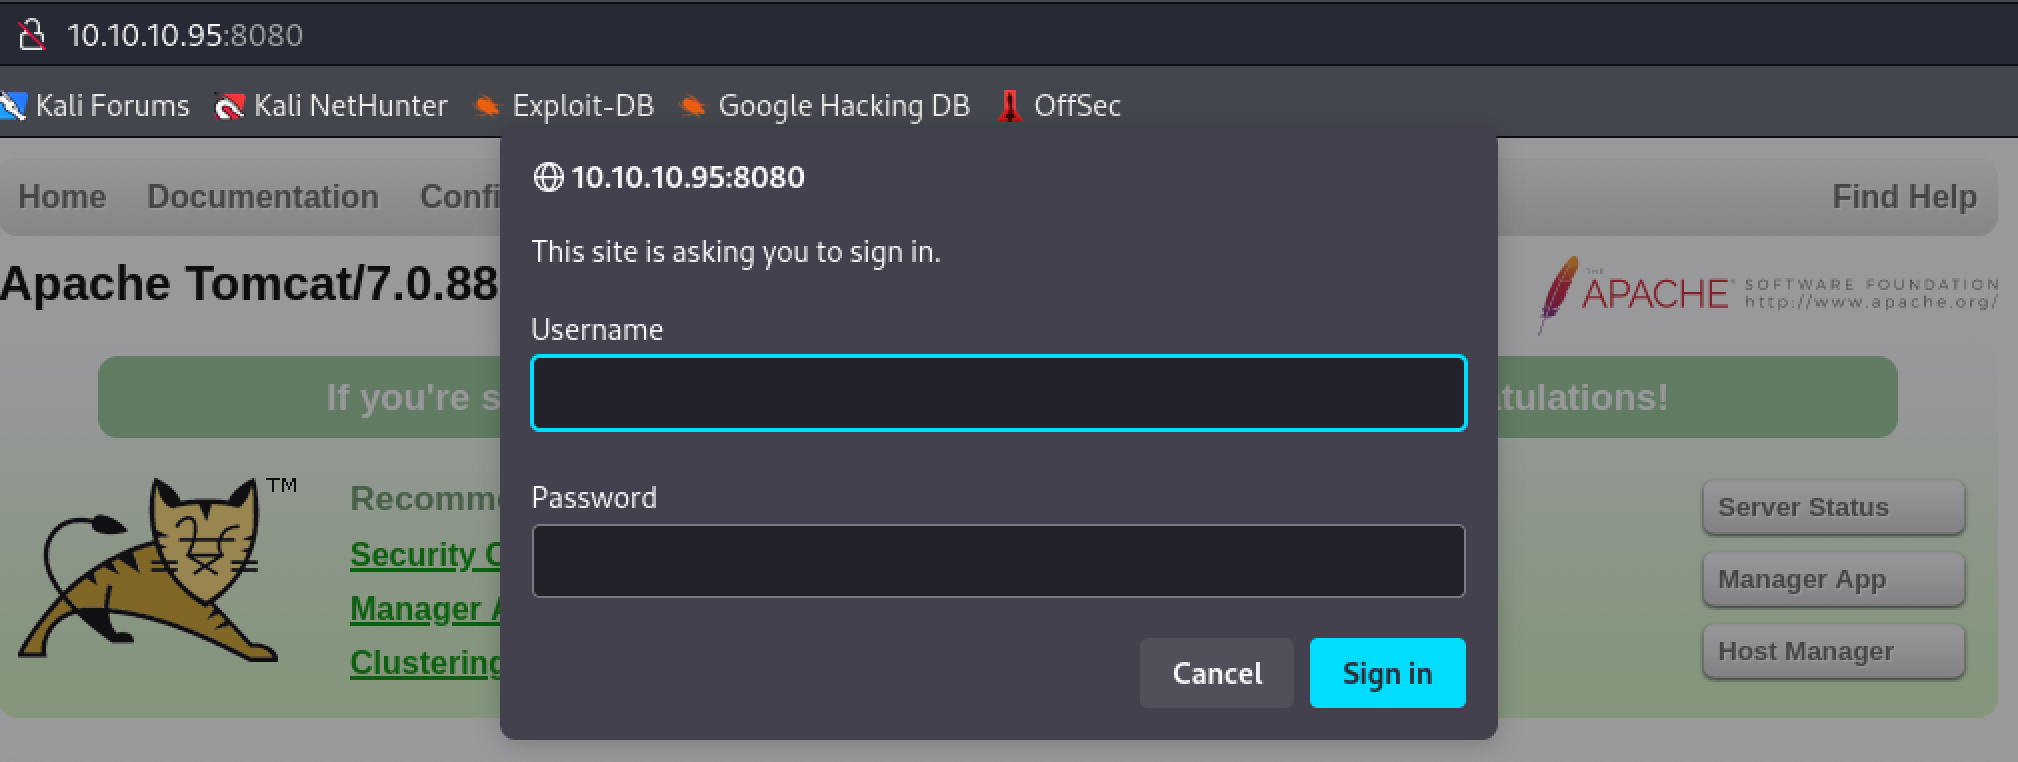 10.10.10.95:8080
Kali Forums Kali NetHunter Exploit-DB Google Hacking DB OffSec
10.10.10.95:8080
This site is asking you to sign in.
Username
Password
Cancel Sign in
Home Documentation Confi Find Help
Apache Tomcat/7.0.88
THE APACHE SOFTWARE FOUNDATION
http://www.apache.org/
If you're s tulations!
TM
Recomm
Security
Manager
Clustering
Server Status
Manager App
Host Manager